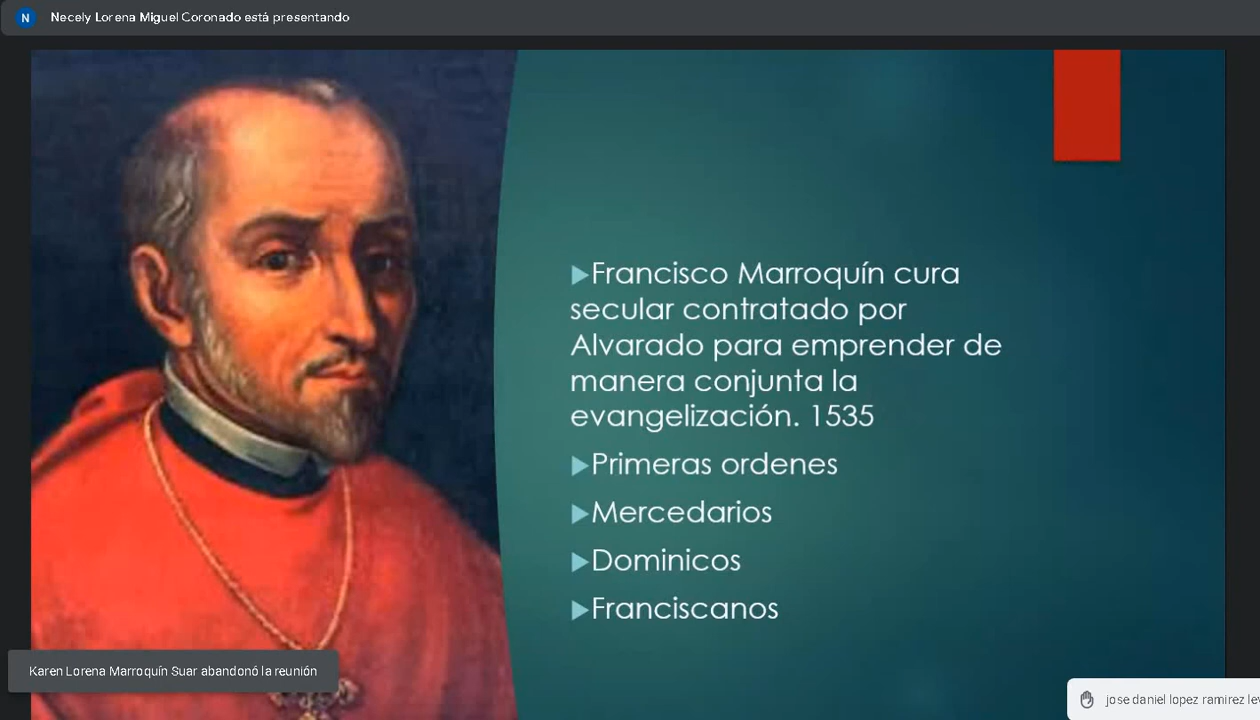 N Necely Lorena Miguel Coronado está presentando
Francisco Marroquín cura
secular contratado por
Alvarado para emprender de
manera conjunta la
evangelización. 1535
Primeras ordenes
Mercedarios
Dominicos
Franciscanos
Karen Lorena Marroquín Suar abandonó la reunión
jose daniel lopez ramirez lev